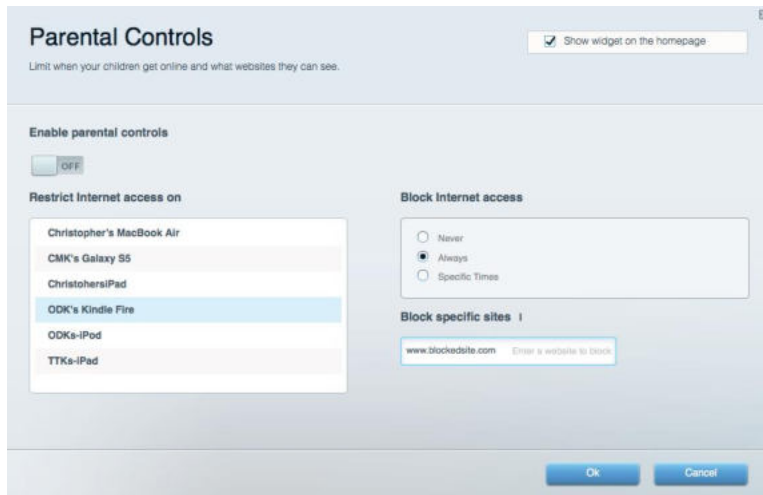 Parental Controls
Show widget on the homepage
Limit when your children get online and what websites they can see.
Enable parental controls
OFF
Restrict Internet access on
Christopher's MacBook Air
CMK's Galaxy S5
ChristohersiPad
ODK's Kindle Fire
ODKs-iPod
TTKs-iPad
Block Internet access
Never
Always
Specific Times
Block specific sites
www.blockedsite.com Enter a website to block
Ok
Cancel